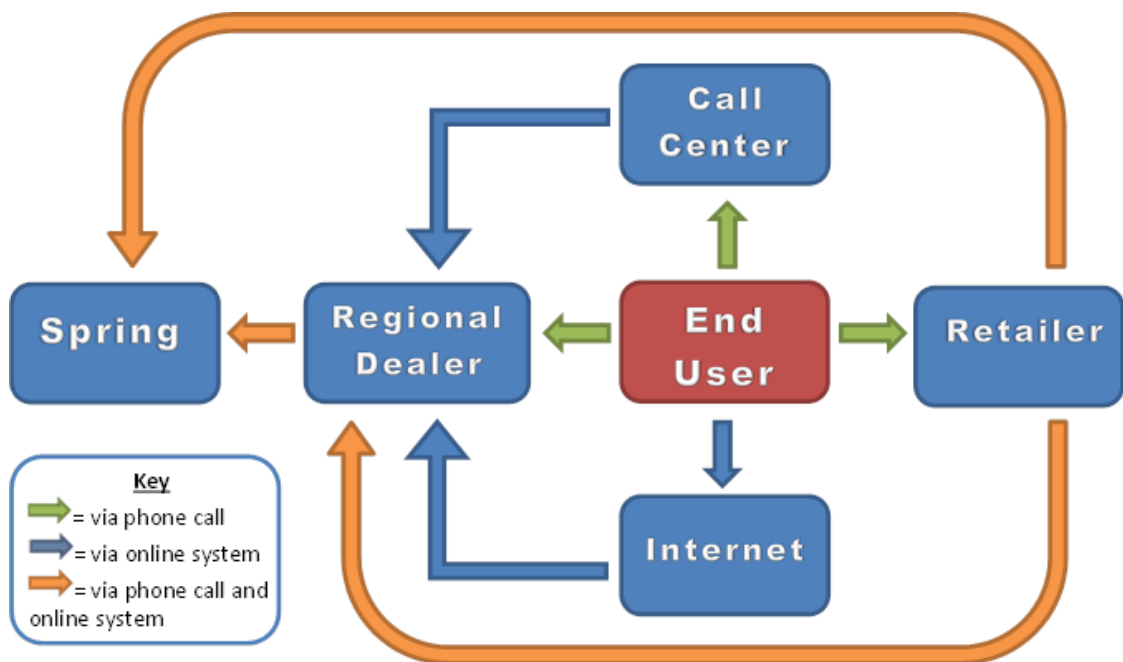 Call
Center
Spring
Regional
Dealer
End
User
Retailer
Internet
Key
= via phone call
= via online system
= via phone call and
online system